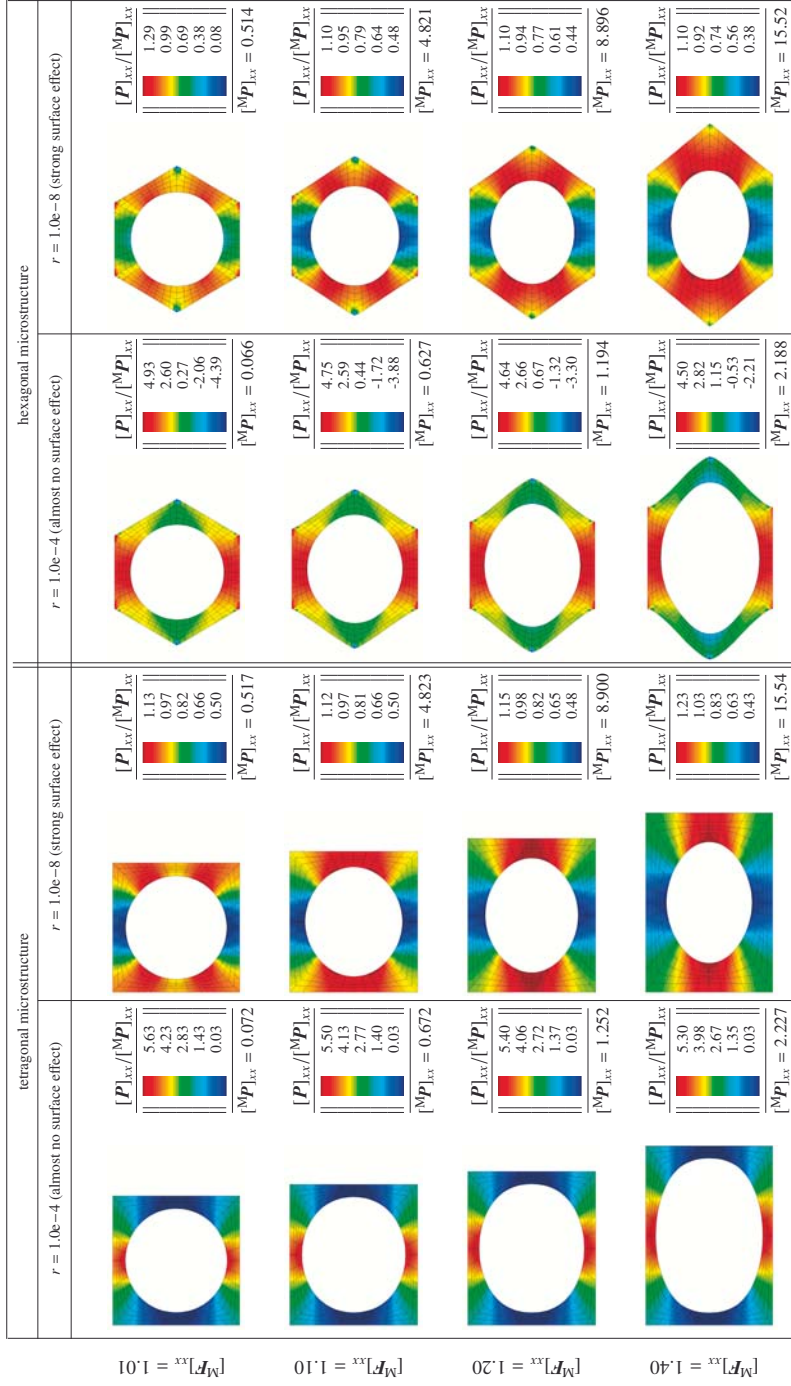 tetragonal microstructure
hexagonal microstructure
r = 1.0e−4 (almost no surface effect)
r = 1.0e−8 (strong surface effect)
r = 1.0e−4 (almost no surface effect)
r = 1.0e−8 (strong surface effect)
[ᴹF]xx = 1.01
[P]xx/[ᴹP]xx
5.63
4.23
2.83
1.43
0.03
[ᴹP]xx = 0.072
[P]xx/[ᴹP]xx
1.13
0.97
0.82
0.66
0.50
[ᴹP]xx = 0.517
[P]xx/[ᴹP]xx
4.93
2.60
0.27
-2.06
-4.39
[ᴹP]xx = 0.066
[P]xx/[ᴹP]xx
1.29
0.99
0.69
0.38
0.08
[ᴹP]xx = 0.514
[ᴹF]xx = 1.10
[P]xx/[ᴹP]xx
5.50
4.13
2.77
1.40
0.03
[ᴹP]xx = 0.672
[P]xx/[ᴹP]xx
1.12
0.97
0.81
0.66
0.50
[ᴹP]xx = 4.823
[P]xx/[ᴹP]xx
4.75
2.59
0.44
-1.72
-3.88
[ᴹP]xx = 0.627
[P]xx/[ᴹP]xx
1.10
0.95
0.79
0.64
0.48
[ᴹP]xx = 4.821
[ᴹF]xx = 1.20
[P]xx/[ᴹP]xx
5.40
4.06
2.72
1.37
0.03
[ᴹP]xx = 1.252
[P]xx/[ᴹP]xx
1.15
0.98
0.82
0.65
0.48
[ᴹP]xx = 8.900
[P]xx/[ᴹP]xx
4.64
2.66
0.67
-1.32
-3.30
[ᴹP]xx = 1.194
[P]xx/[ᴹP]xx
1.10
0.94
0.77
0.61
0.44
[ᴹP]xx = 8.896
[ᴹF]xx = 1.40
[P]xx/[ᴹP]xx
5.30
3.98
2.67
1.35
0.03
[ᴹP]xx = 2.227
[P]xx/[ᴹP]xx
1.23
1.03
0.83
0.63
0.43
[ᴹP]xx = 15.54
[P]xx/[ᴹP]xx
4.50
2.82
1.15
-0.53
-2.21
[ᴹP]xx = 2.188
[P]xx/[ᴹP]xx
1.10
0.92
0.74
0.56
0.38
[ᴹP]xx = 15.52